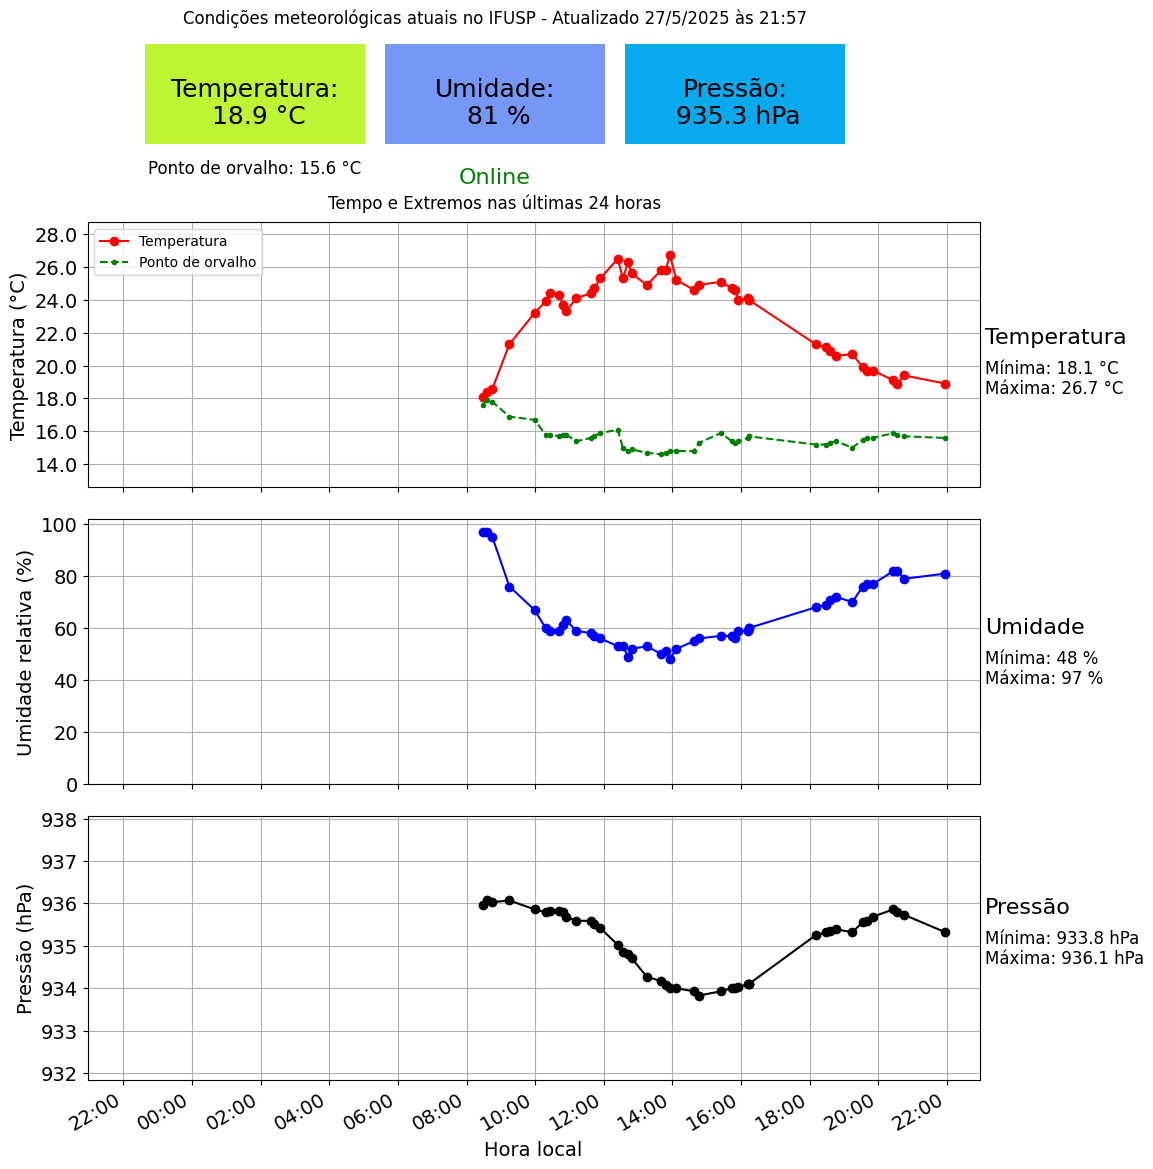 Condições meteorológicas atuais no IFUSP - Atualizado 27/5/2025 às 21:57
Temperatura:
18.9 °C
Umidade:
81 %
Pressão:
935.3 hPa
Ponto de orvalho: 15.6 °C
Online
Tempo e Extremos nas últimas 24 horas
Temperatura
Ponto de orvalho
Temperatura (°C)
28.0
26.0
24.0
22.0
20.0
18.0
16.0
14.0
Temperatura
Mínima: 18.1 °C
Máxima: 26.7 °C
Umidade relativa (%)
100
80
60
40
20
0
Umidade
Mínima: 48 %
Máxima: 97 %
Pressão (hPa)
938
937
936
935
934
933
932
Pressão
Mínima: 933.8 hPa
Máxima: 936.1 hPa
22:00
00:00
02:00
04:00
06:00
08:00
10:00
12:00
14:00
16:00
18:00
20:00
22:00
Hora local